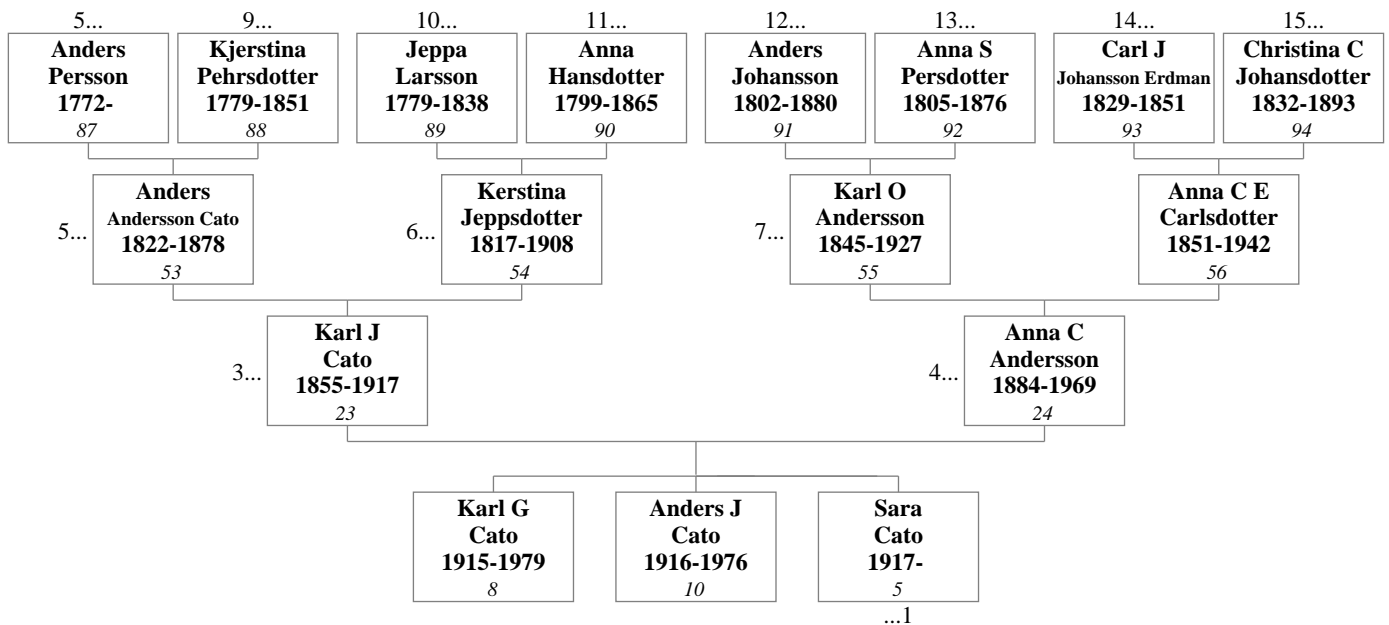 5... 9... 10... 11... 12... 13... 14... 15...
Anders
Persson
1772-
87
Kjerstina
Pehrsdotter
1779-1851
88
Jeppa
Larsson
1779-1838
89
Anna
Hansdotter
1799-1865
90
Anders
Johansson
1802-1880
91
Anna S
Persdotter
1805-1876
92
Carl J
Johansson Erdman
1829-1851
93
Christina C
Johansdotter
1832-1893
94
5...
Anders
Andersson Cato
1822-1878
53
6...
Kerstina
Jeppsdotter
1817-1908
54
7...
Karl O
Andersson
1845-1927
55
Anna C E
Carlsdotter
1851-1942
56
3...
Karl J
Cato
1855-1917
23
4...
Anna C
Andersson
1884-1969
24
Karl G
Cato
1915-1979
8
Anders J
Cato
1916-1976
10
Sara
Cato
1917-
5
...1